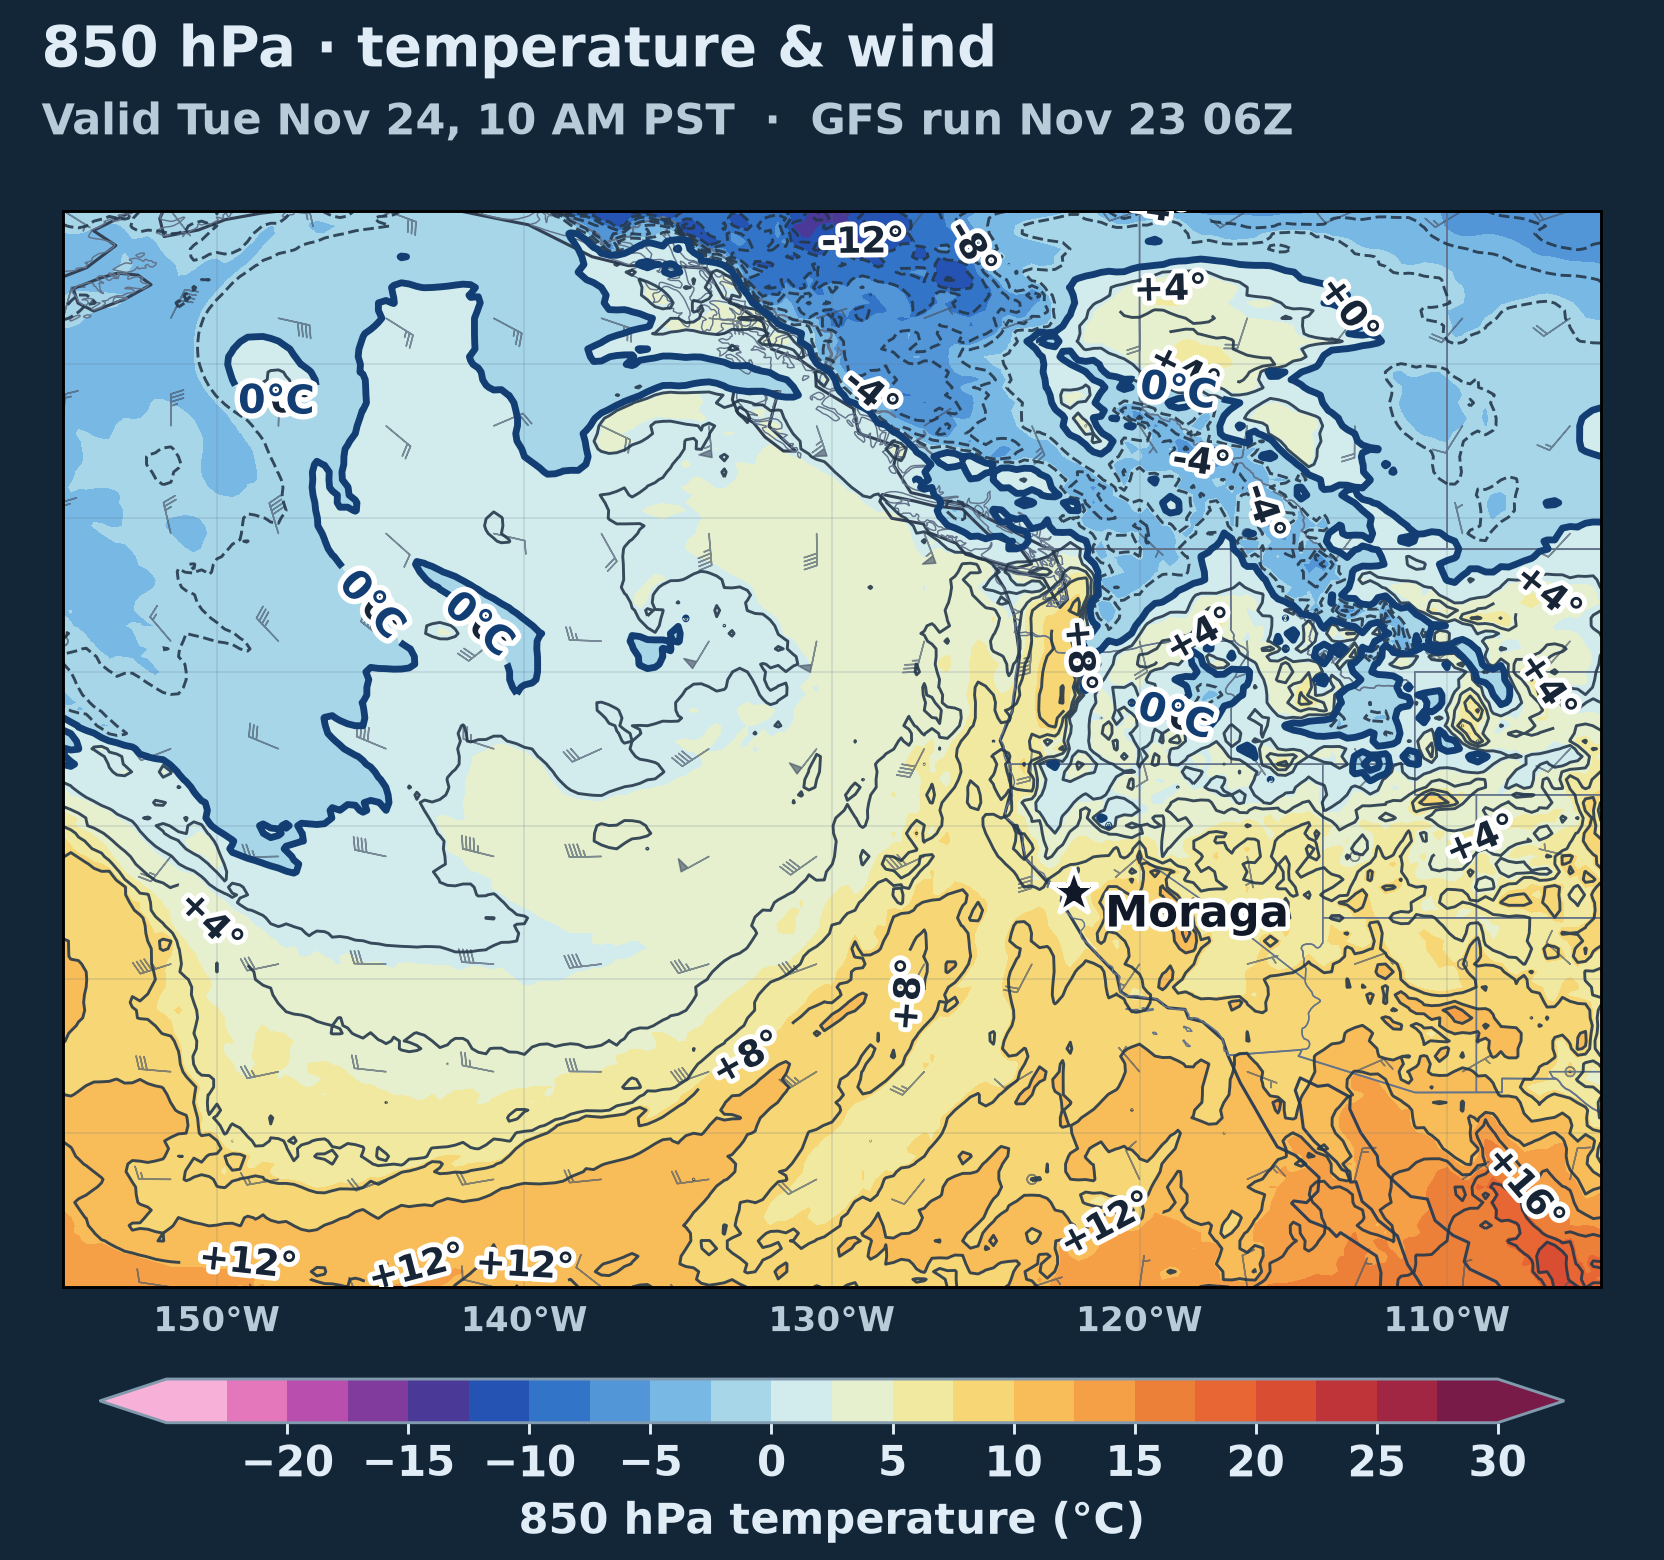 850 hPa · temperature & wind
Valid Tue Nov 24, 10 AM PST · GFS run Nov 23 06Z
-12°
-8°
+4°
+0°
+4°
0°C
0°C
-4°
-4°
-4°
0°C
0°C
+4°
+4°
+8°
+4°
0°C
+4°
+4°
Moraga
+8°
+8°
+16°
+12°
+12°
+12°
+12°
150°W 140°W 130°W 120°W 110°W
−20 −15 −10 −5 0 5 10 15 20 25 30
850 hPa temperature (°C)